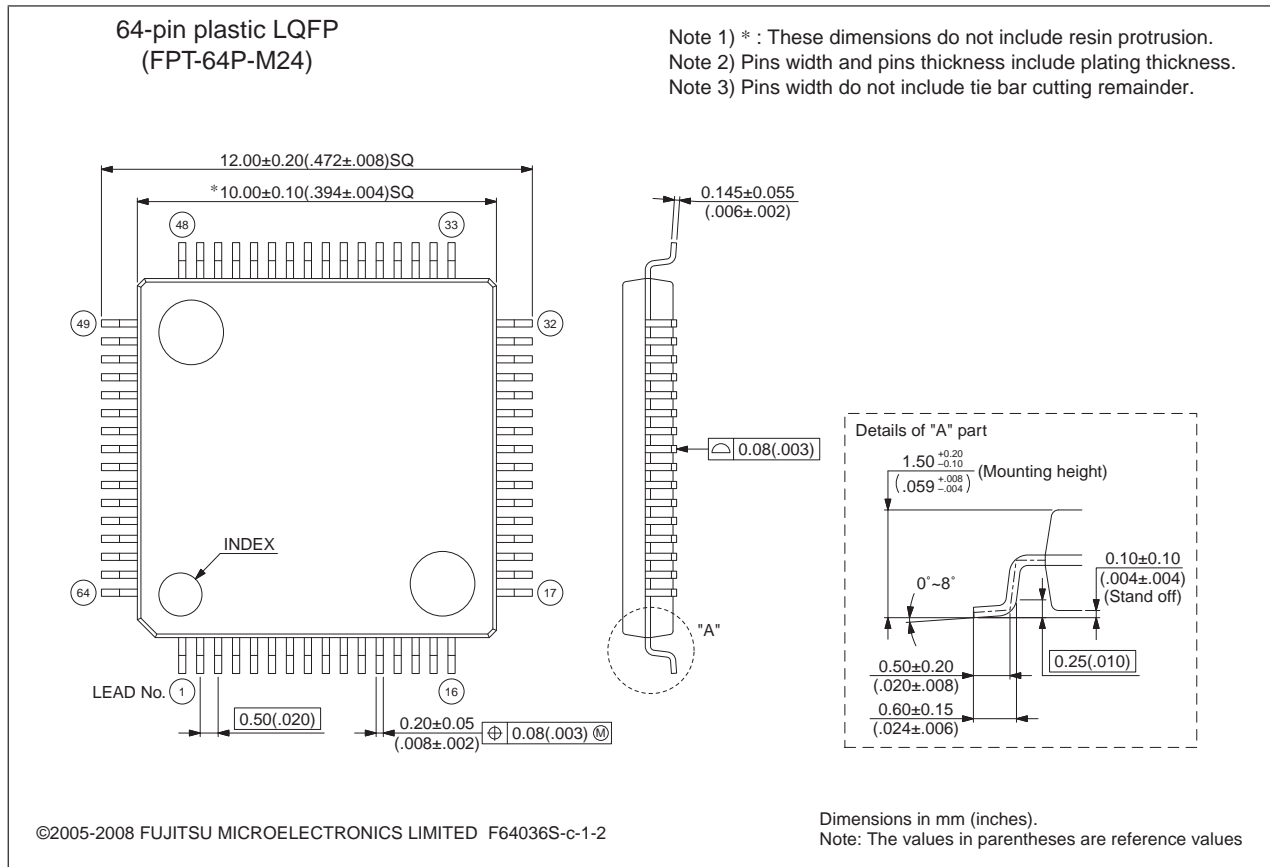 64-pin plastic LQFP
(FPT-64P-M24)
Note 1) * : These dimensions do not include resin protrusion.
Note 2) Pins width and pins thickness include plating thickness.
Note 3) Pins width do not include tie bar cutting remainder.
12.00±0.20(.472±.008)SQ
*10.00±0.10(.394±.004)SQ
0.145±0.055
(.006±.002)
48
33
49
32
0.08(.003)
Details of "A" part
1.50 +0.20 –0.10 (Mounting height)
(.059 +.008 –.004)
INDEX
0.10±0.10
(.004±.004)
(Stand off)
0˚~8˚
64
17
"A"
0.25(.010)
0.50±0.20
(.020±.008)
0.60±0.15
(.024±.006)
LEAD No. 1
16
0.50(.020)
0.20±0.05
(.008±.002)
⌖ 0.08(.003) Ⓜ
©2005-2008 FUJITSU MICROELECTRONICS LIMITED F64036S-c-1-2
Dimensions in mm (inches).
Note: The values in parentheses are reference values